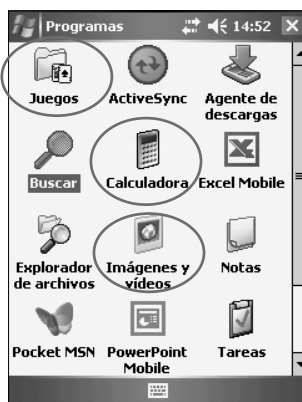 Programas 14:52
Juegos ActiveSync Agente de
descargas
Buscar Calculadora Excel Mobile
Explorador Imágenes y Notas
de archivos vídeos
Pocket MSN PowerPoint Tareas
Mobile